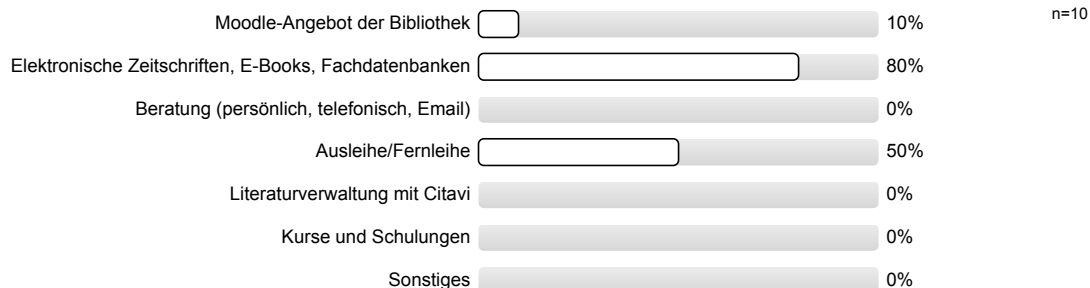 Moodle-Angebot der Bibliothek 10% n=10
Elektronische Zeitschriften, E-Books, Fachdatenbanken 80%
Beratung (persönlich, telefonisch, Email) 0%
Ausleihe/Fernleihe 50%
Literaturverwaltung mit Citavi 0%
Kurse und Schulungen 0%
Sonstiges 0%